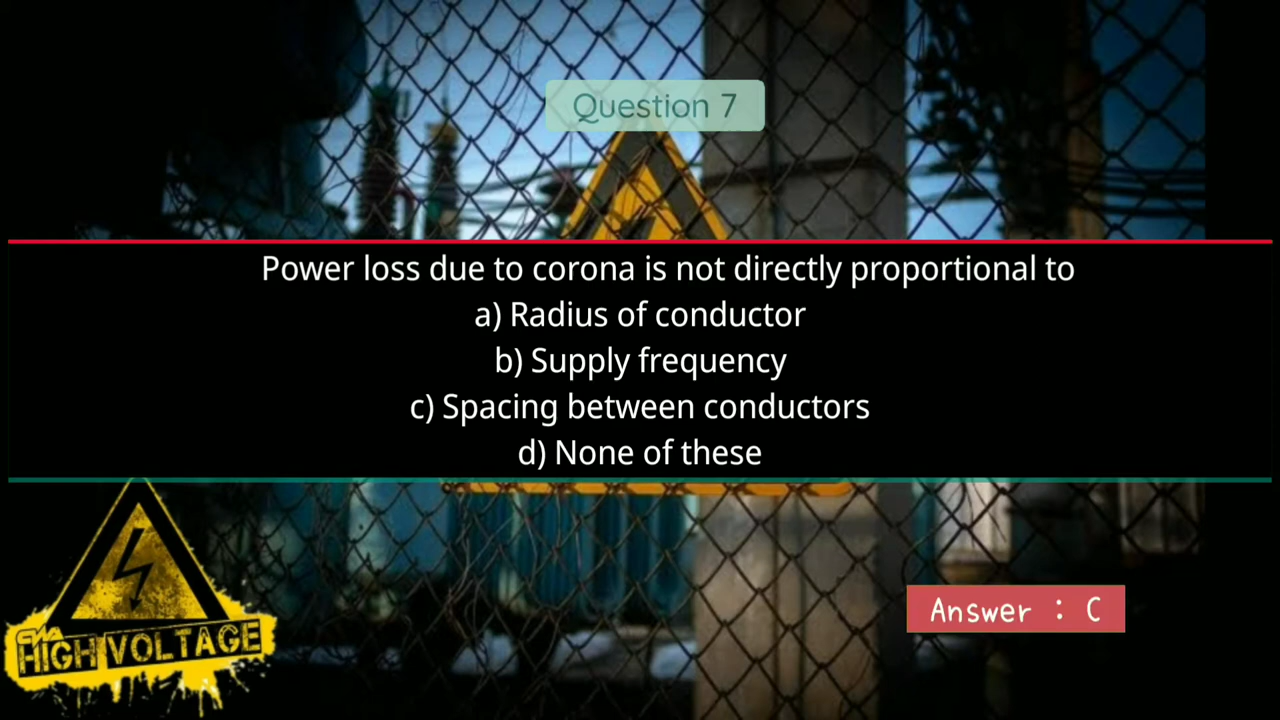 Question 7
Power loss due to corona is not directly proportional to
a) Radius of conductor
b) Supply frequency
c) Spacing between conductors
d) None of these
HIGH VOLTAGE
Answer : C